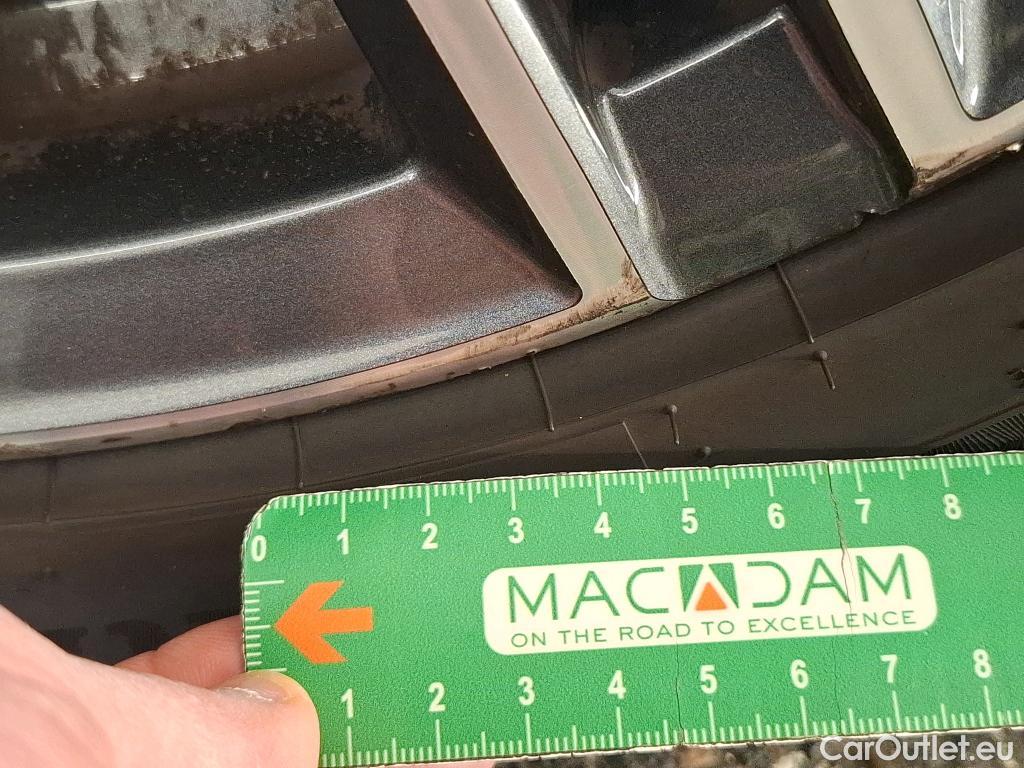 0 1 2 3 4 5 6 7 8
MACADAM
ON THE ROAD TO EXCELLENCE
1 2 3 4 5 6 7 8
CarOutlet.eu